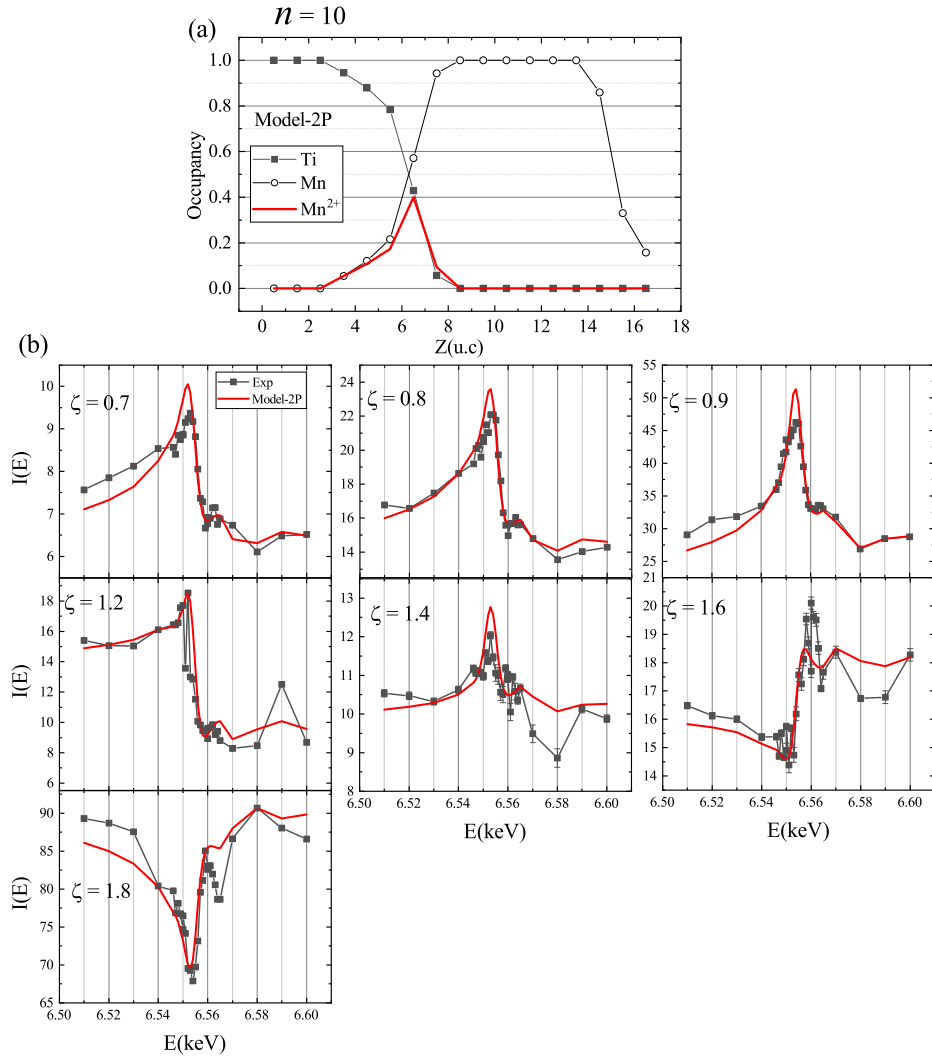 n = 10
(a)
1.0
0.8
0.6
0.4
0.2
0.0
Occupancy
Model-2P
Ti
Mn
Mn²⁺
0 2 4 6 8 10 12 14 16 18
Z(u.c)
(b)
ζ = 0.7
Exp
Model-2P
10
9
8
7
6
I(E)
ζ = 0.8
24
22
20
18
16
14
ζ = 0.9
55
50
45
40
35
30
25
ζ = 1.2
18
16
14
12
10
8
I(E)
ζ = 1.4
13
12
11
10
9
6.50 6.52 6.54 6.56 6.58 6.60
E(keV)
ζ = 1.6
21
20
19
18
17
16
15
14
6.50 6.52 6.54 6.56 6.58 6.60
E(keV)
ζ = 1.8
90
85
80
75
70
65
I(E)
6.50 6.52 6.54 6.56 6.58 6.60
E(keV)